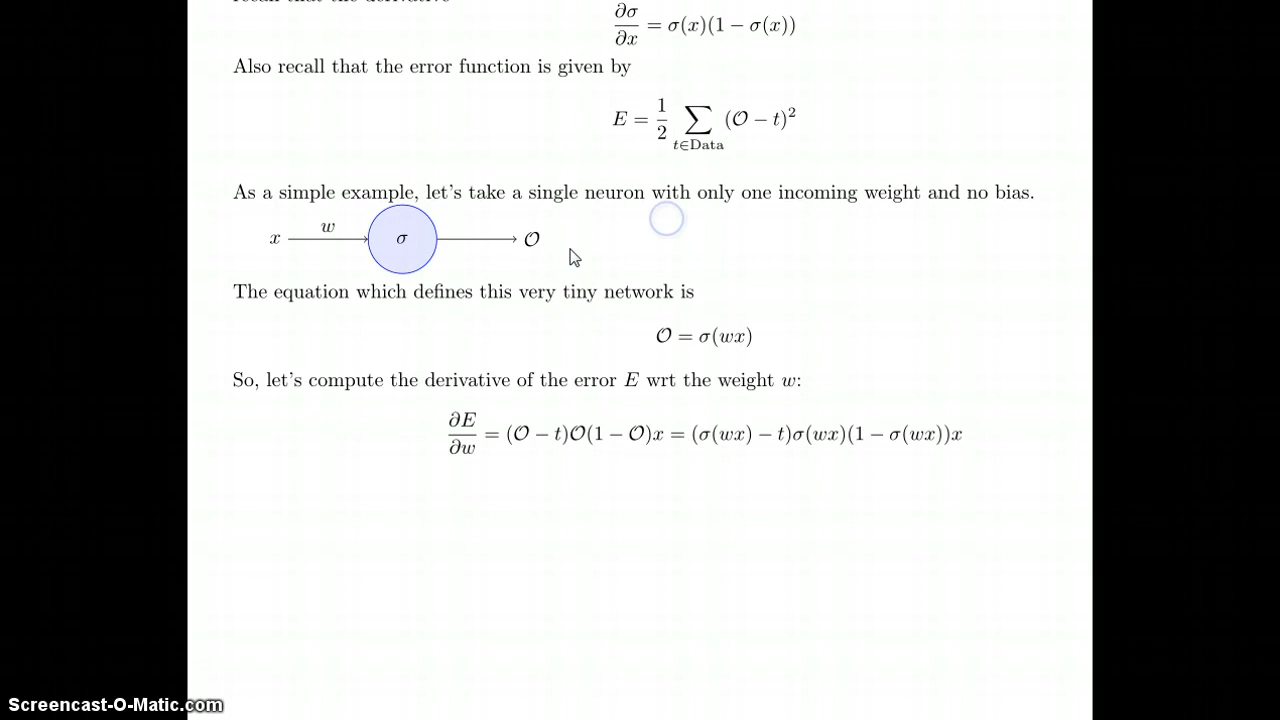 ∂σ/∂x = σ(x)(1 − σ(x))
Also recall that the error function is given by
E = 1/2 ∑_{t∈Data} (𝒪 − t)²
As a simple example, let's take a single neuron with only one incoming weight and no bias.
x w σ 𝒪
The equation which defines this very tiny network is
𝒪 = σ(wx)
So, let's compute the derivative of the error E wrt the weight w:
∂E/∂w = (𝒪 − t)𝒪(1 − 𝒪)x = (σ(wx) − t)σ(wx)(1 − σ(wx))x
Screencast-O-Matic.com